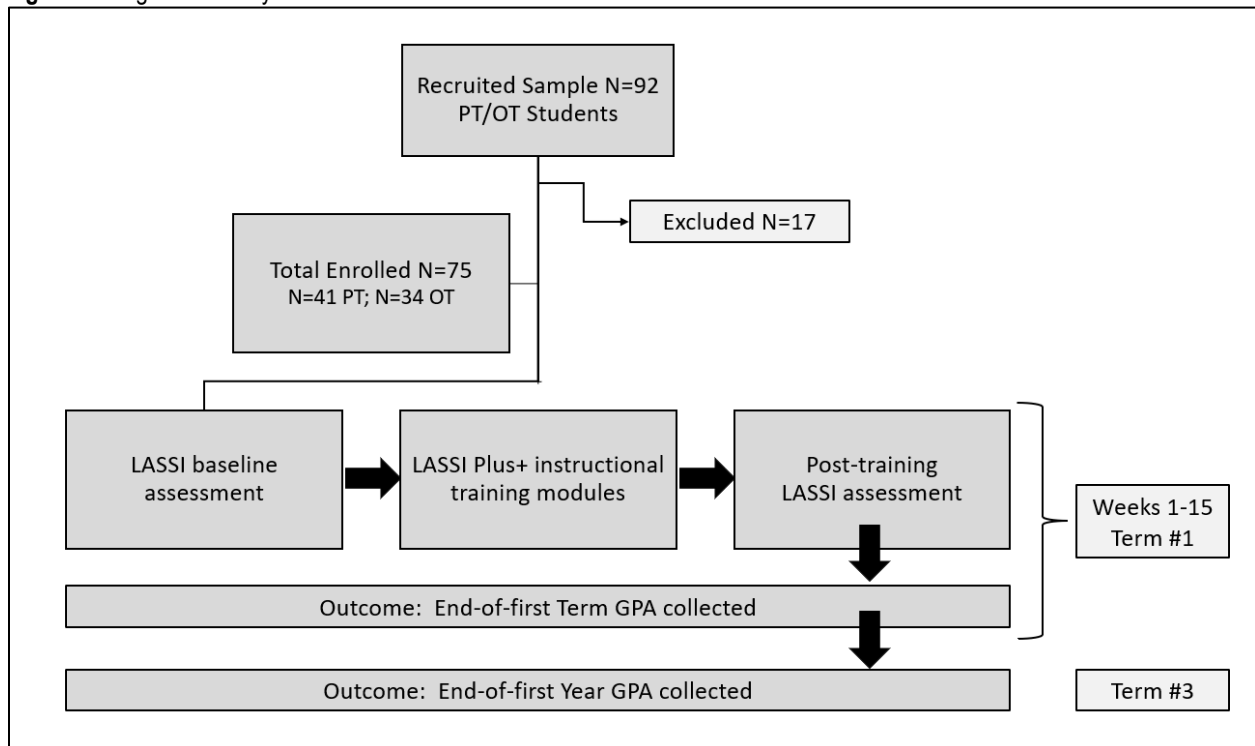 Recruited Sample N=92
PT/OT Students
Excluded N=17
Total Enrolled N=75
N=41 PT; N=34 OT
LASSI baseline
assessment
LASSI Plus+ instructional
training modules
Post-training
LASSI assessment
Weeks 1-15
Term #1
Outcome:  End-of-first Term GPA collected
Outcome:  End-of-first Year GPA collected
Term #3